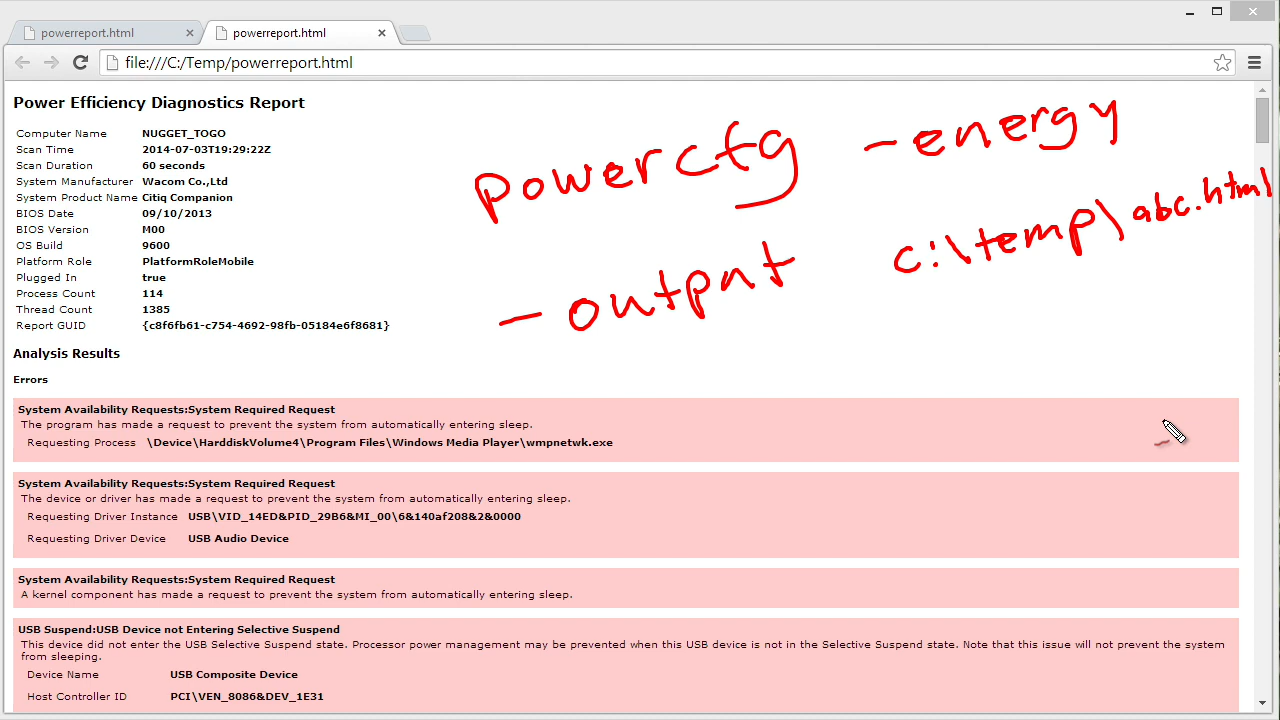 powerreport.html
powerreport.html
file:///C:/Temp/powerreport.html
Power Efficiency Diagnostics Report
Computer Name NUGGET_TOGO
Scan Time 2014-07-03T19:29:22Z
Scan Duration 60 seconds
System Manufacturer Wacom Co.,Ltd
System Product Name Citiq Companion
BIOS Date 09/10/2013
BIOS Version M00
OS Build 9600
Platform Role PlatformRoleMobile
Plugged In true
Process Count 114
Thread Count 1385
Report GUID {c8f6fb61-c754-4692-98fb-05184e6f8681}
powercfg -energy
-output c:\temp\abc.html
Analysis Results
Errors
System Availability Requests:System Required Request
The program has made a request to prevent the system from automatically entering sleep.
Requesting Process \Device\HarddiskVolume4\Program Files\Windows Media Player\wmpnetwk.exe
System Availability Requests:System Required Request
The device or driver has made a request to prevent the system from automatically entering sleep.
Requesting Driver Instance USB\VID_14ED&PID_29B6&MI_00\6&140af208&2&0000
Requesting Driver Device USB Audio Device
System Availability Requests:System Required Request
A kernel component has made a request to prevent the system from automatically entering sleep.
USB Suspend:USB Device not Entering Selective Suspend
This device did not enter the USB Selective Suspend state. Processor power management may be prevented when this USB device is not in the Selective Suspend state. Note that this issue will not prevent the system
from sleeping.
Device Name USB Composite Device
Host Controller ID PCI\VEN_8086&DEV_1E31